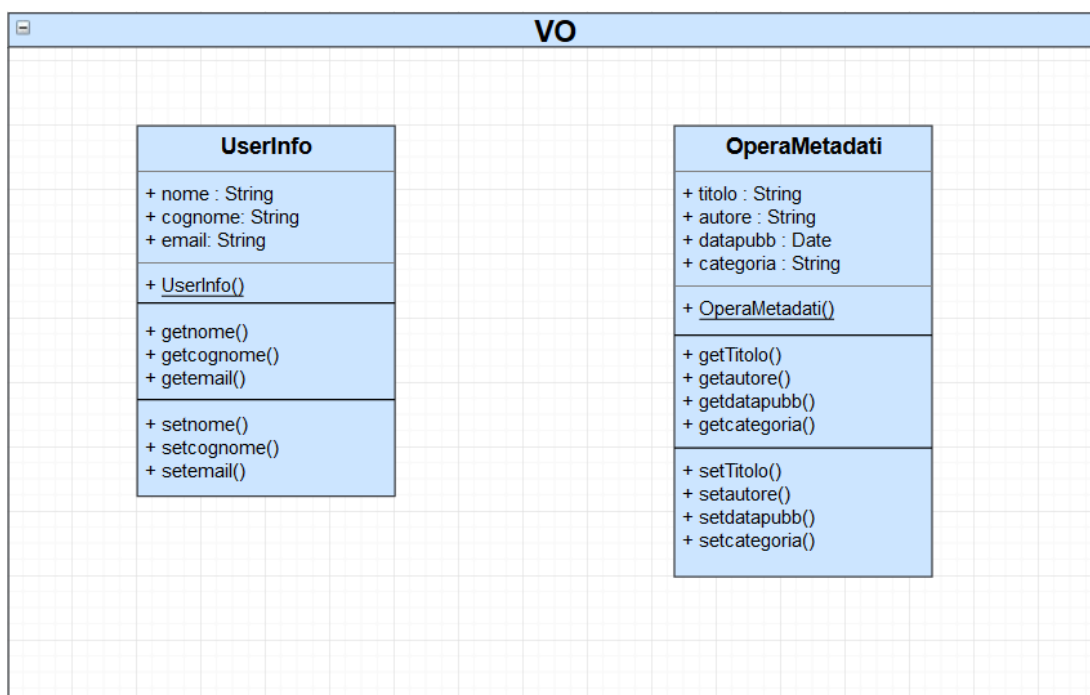 VO
UserInfo
+ nome : String
+ cognome: String
+ email: String
+ UserInfo()
+ getnome()
+ getcognome()
+ getemail()
+ setnome()
+ setcognome()
+ setemail()
OperaMetadati
+ titolo : String
+ autore : String
+ datapubb : Date
+ categoria : String
+ OperaMetadati()
+ getTitolo()
+ getautore()
+ getdatapubb()
+ getcategoria()
+ setTitolo()
+ setautore()
+ setdatapubb()
+ setcategoria()